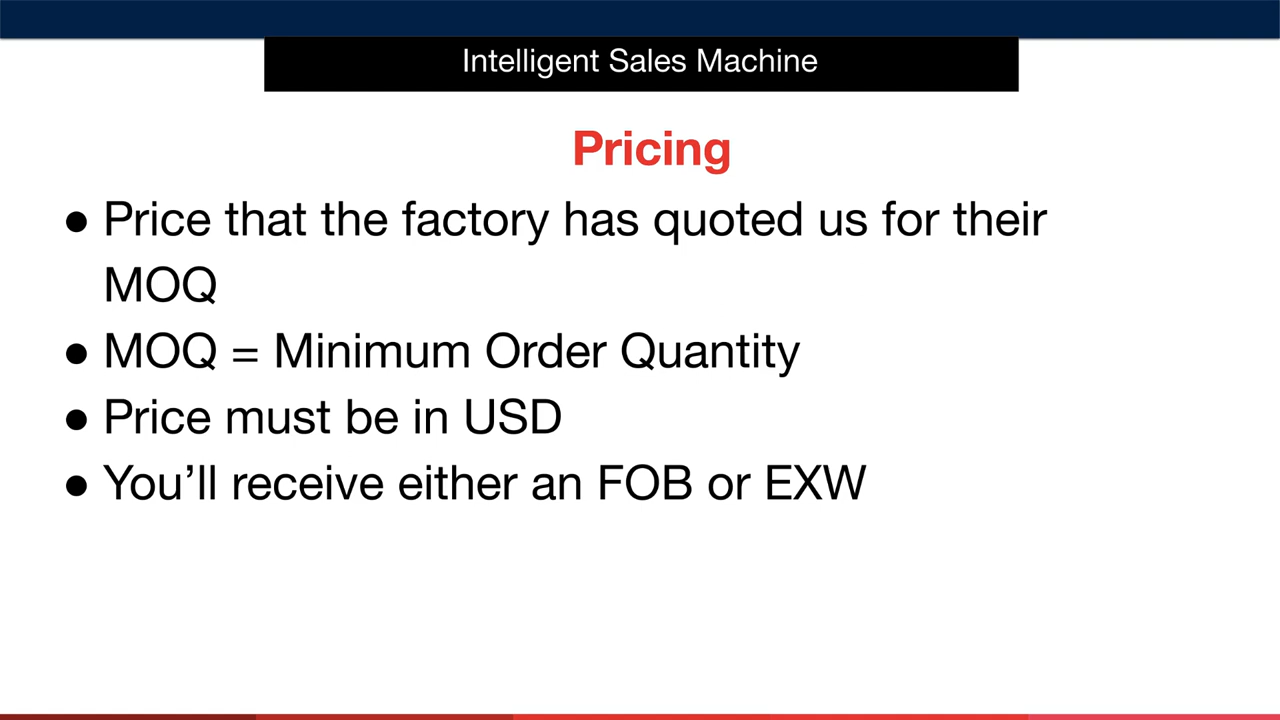 Intelligent Sales Machine
Pricing
● Price that the factory has quoted us for their
MOQ
● MOQ = Minimum Order Quantity
● Price must be in USD
● You’ll receive either an FOB or EXW